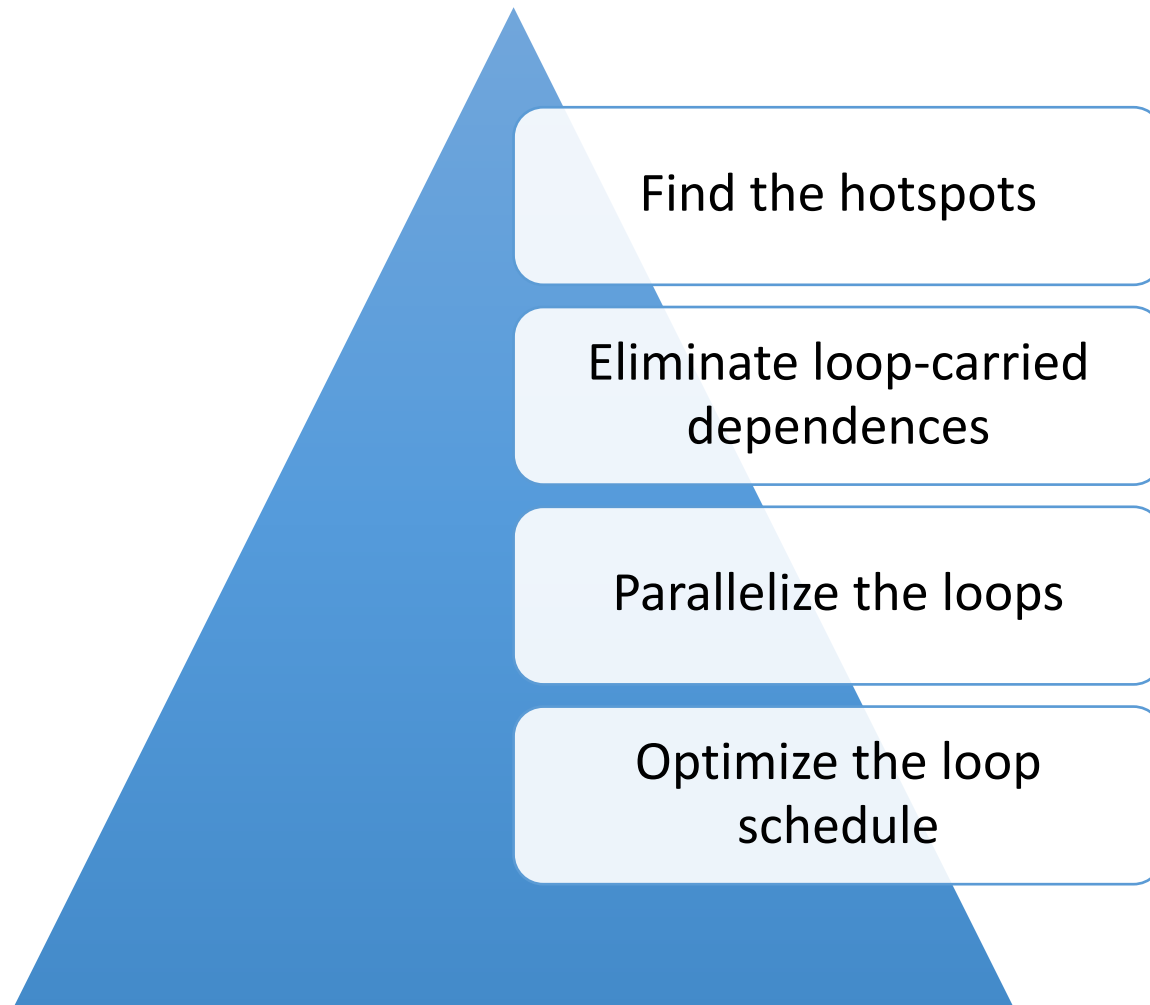 Find the hotspots
Eliminate loop-carried
dependences
Parallelize the loops
Optimize the loop
schedule